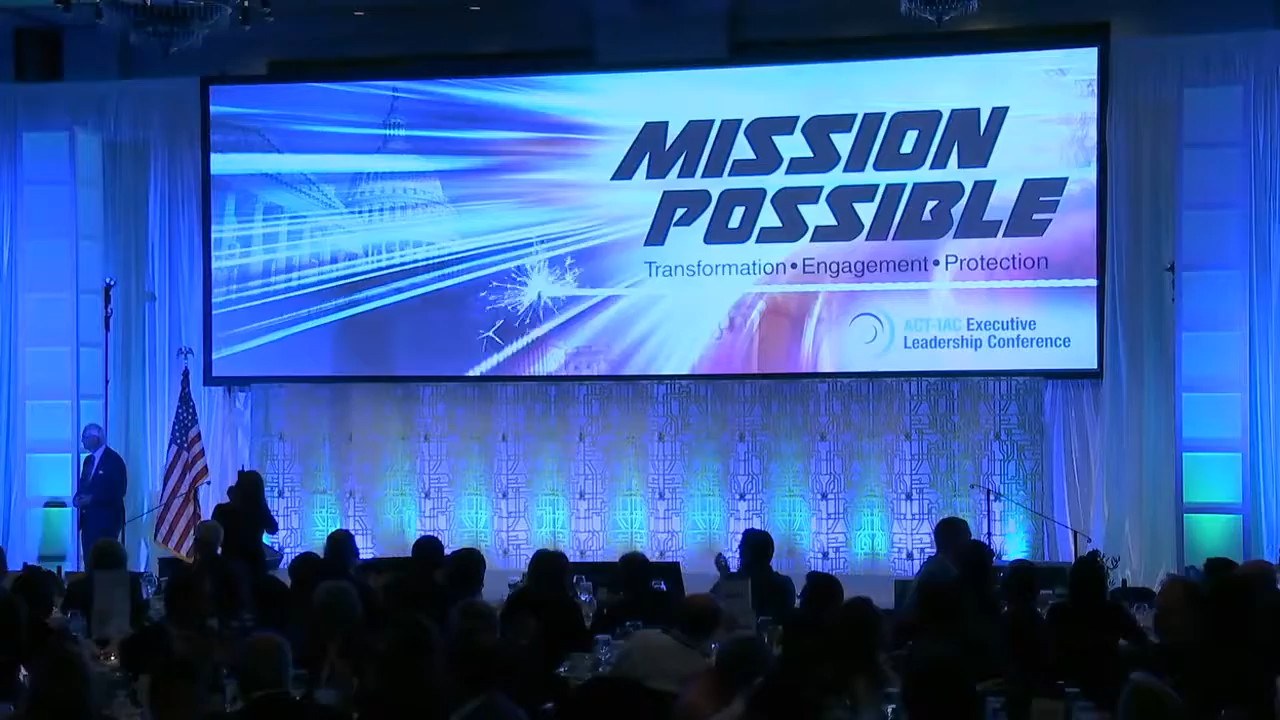 MISSION
POSSIBLE
Transformation • Engagement • Protection
ACT-IAC Executive
Leadership Conference